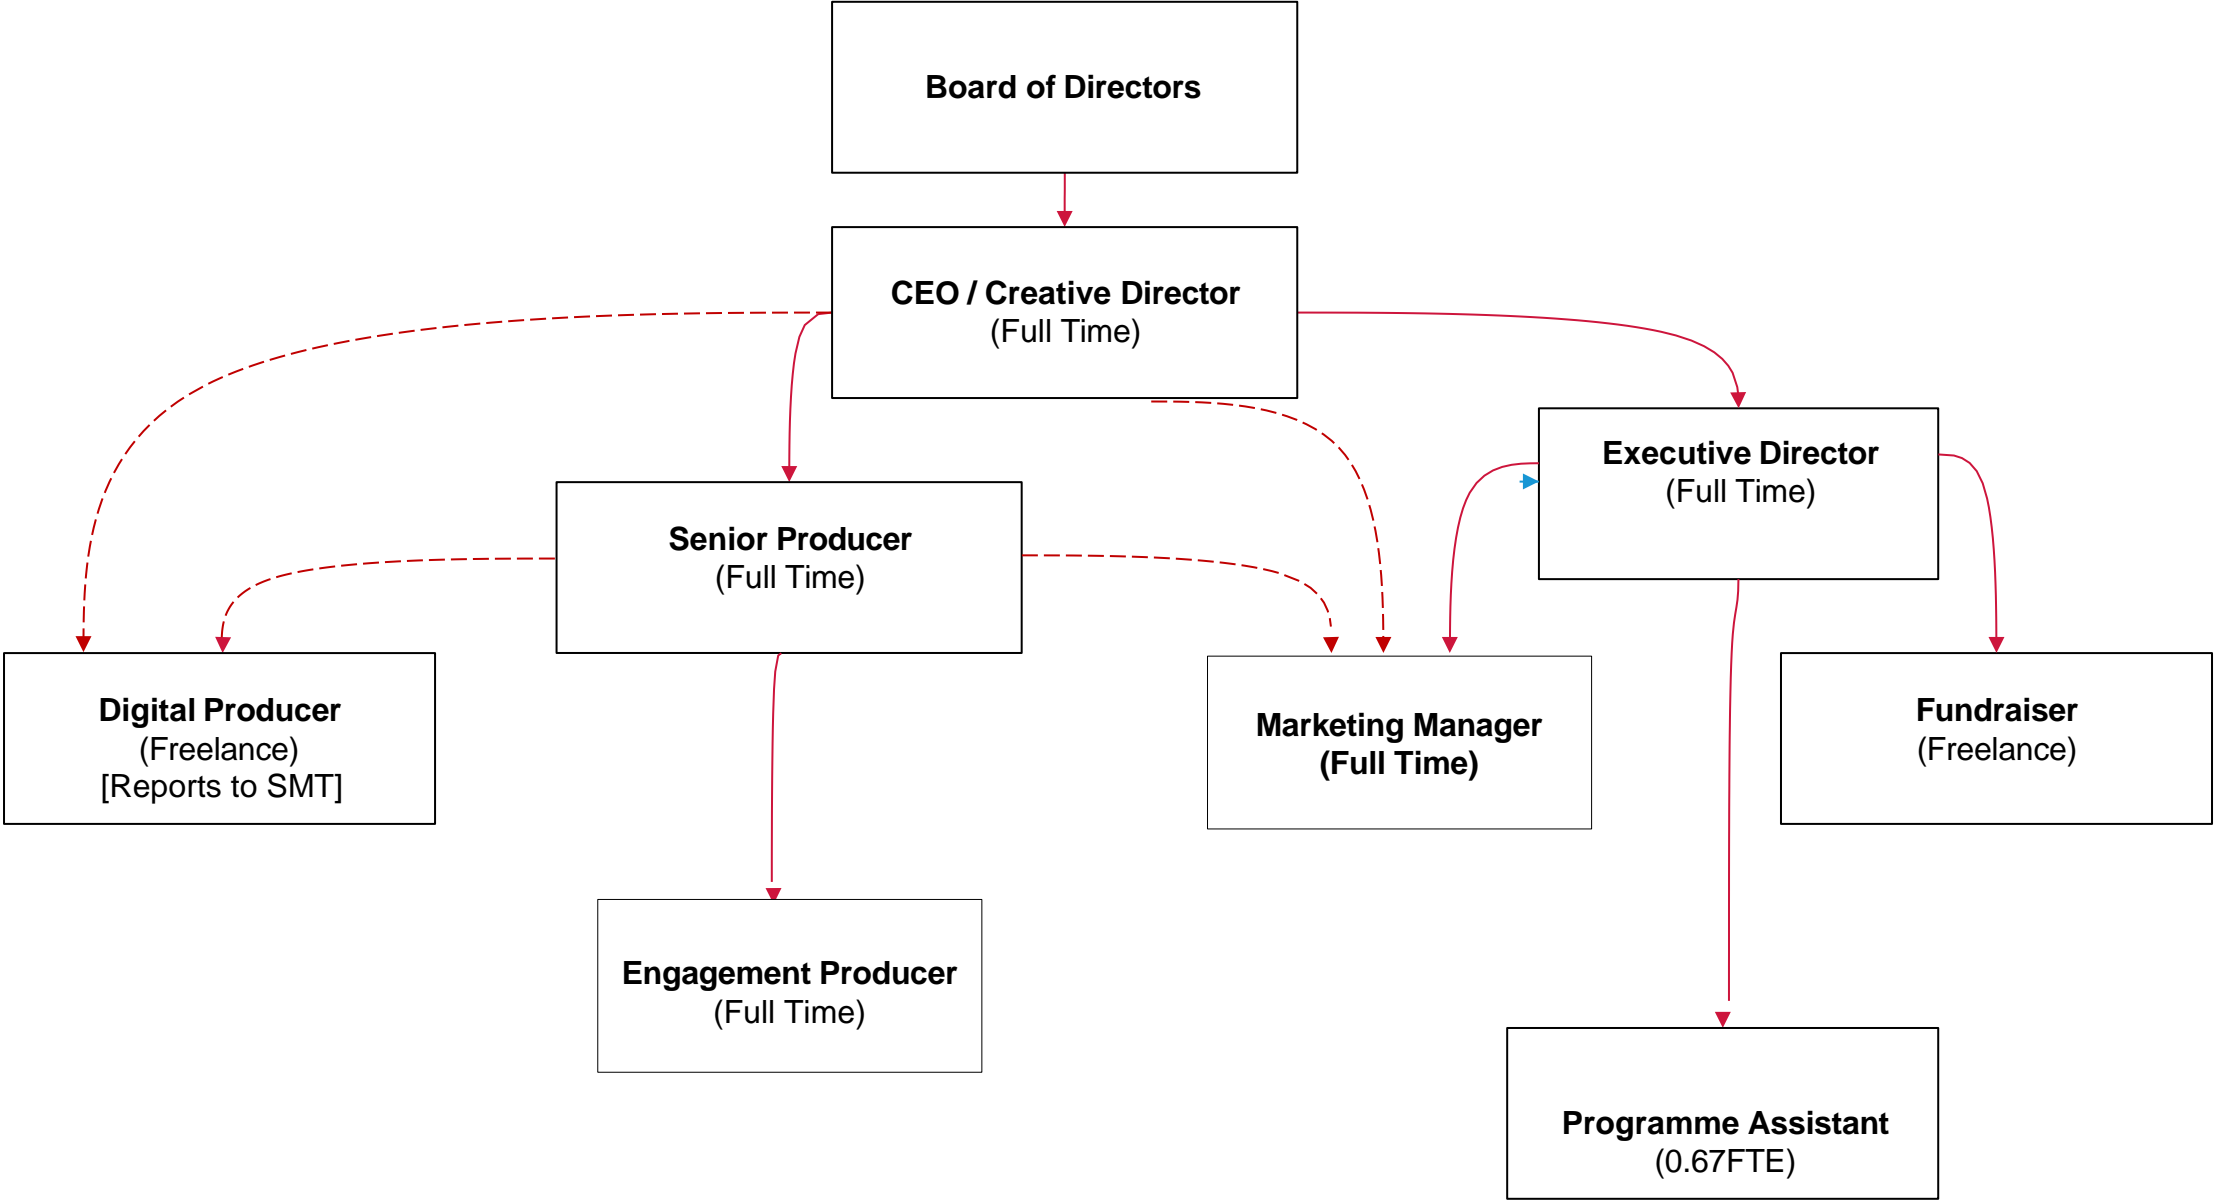 Board of Directors
CEO / Creative Director
(Full Time)
Executive Director
(Full Time)
Senior Producer
(Full Time)
Digital Producer
(Freelance)
[Reports to SMT]
Marketing Manager
(Full Time)
Fundraiser
(Freelance)
Engagement Producer
(Full Time)
Programme Assistant
(0.67FTE)